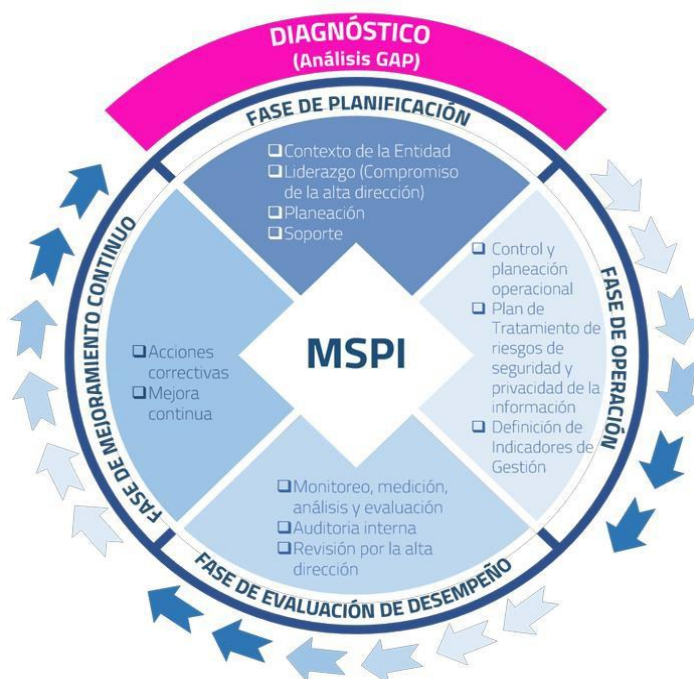 DIAGNÓSTICO
(Análisis GAP)
FASE DE PLANIFICACIÓN
❑Contexto de la Entidad
❑Liderazgo (Compromiso
de la alta dirección)
❑Planeación
❑Soporte
FASE DE OPERACIÓN
❑ Control y
planeación
operacional
❑ Plan de
Tratamiento de
riesgos de
seguridad y
privacidad de la
información
❑ Definición de
Indicadores de
Gestión
MSPI
FASE DE EVALUACIÓN DE DESEMPEÑO
❑Monitoreo, medición,
análisis y evaluación
❑Auditoria interna
❑Revisión por la alta
dirección
FASE DE MEJORAMIENTO CONTINUO
❑Acciones
correctivas
❑Mejora
continua